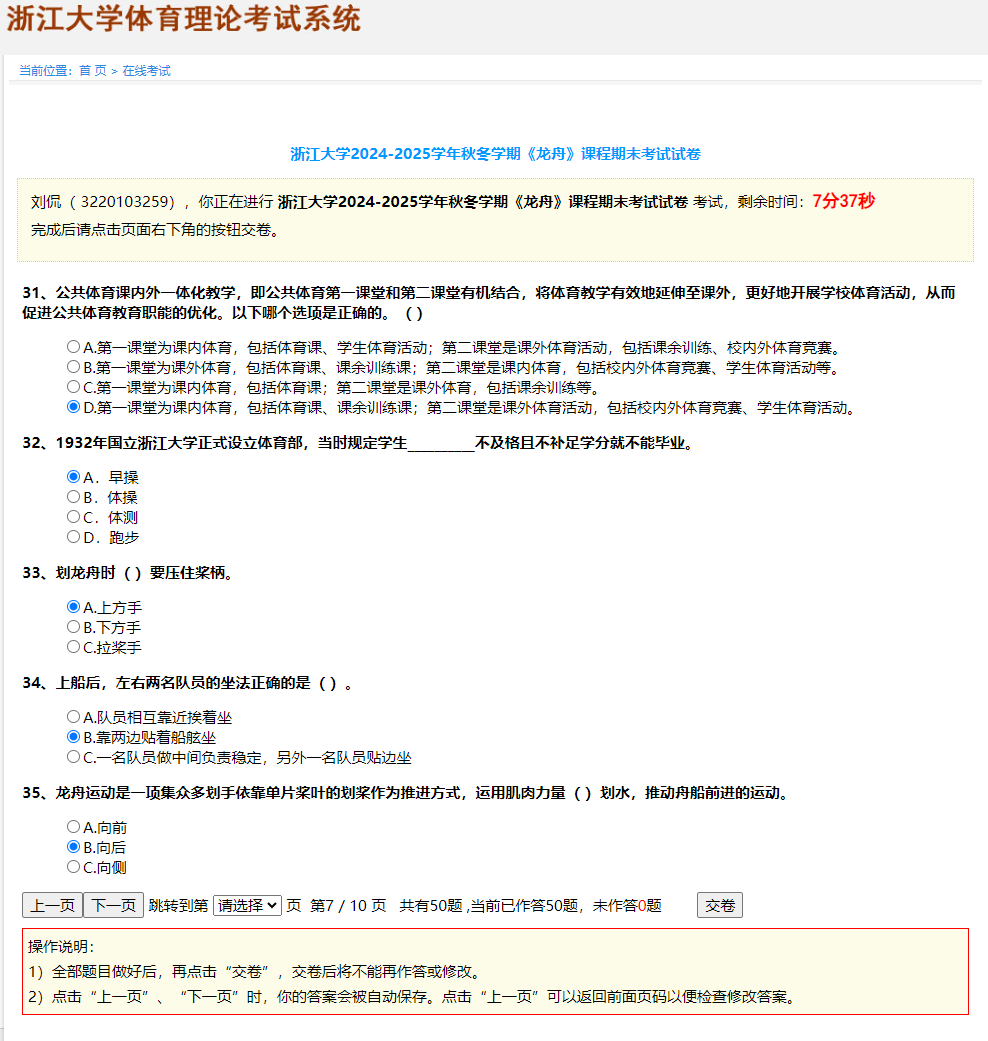 浙江大学体育理论考试系统
当前位置：首 页 > 在线考试
浙江大学2024-2025学年秋冬学期《龙舟》课程期末考试试卷
刘侃（ 3220103259），你正在进行 浙江大学2024-2025学年秋冬学期《龙舟》课程期末考试试卷 考试，剩余时间：7分37秒
完成后请点击页面右下角的按钮交卷。
31、公共体育课内外一体化教学，即公共体育第一课堂和第二课堂有机结合，将体育教学有效地延伸至课外，更好地开展学校体育活动，从而
促进公共体育教育职能的优化。以下哪个选项是正确的。（ ）
A.第一课堂为课内体育，包括体育课、学生体育活动；第二课堂是课外体育活动，包括课余训练、校内外体育竞赛。
B.第一课堂为课外体育，包括体育课、课余训练课；第二课堂是课内体育，包括校内外体育竞赛、学生体育活动等。
C.第一课堂为课内体育，包括体育课；第二课堂是课外体育，包括课余训练等。
D.第一课堂为课内体育，包括体育课、课余训练课；第二课堂是课外体育活动，包括校内外体育竞赛、学生体育活动。
32、1932年国立浙江大学正式设立体育部，当时规定学生__________不及格且不补足学分就不能毕业。
A．早操
B．体操
C．体测
D．跑步
33、划龙舟时（ ）要压住桨柄。
A.上方手
B.下方手
C.拉桨手
34、上船后，左右两名队员的坐法正确的是（ ）。
A.队员相互靠近挨着坐
B.靠两边贴着船舷坐
C.一名队员做中间负责稳定，另外一名队员贴边坐
35、龙舟运动是一项集众多划手依靠单片桨叶的划桨作为推进方式，运用肌肉力量（ ）划水，推动舟船前进的运动。
A.向前
B.向后
C.向侧
上一页 下一页 跳转到第 请选择 页 第7 / 10 页 共有50题 ,当前已作答50题，未作答0题 交卷
操作说明：
1）全部题目做好后，再点击“交卷”，交卷后将不能再作答或修改。
2）点击“上一页”、“下一页”时，你的答案会被自动保存。点击“上一页”可以返回前面页码以便检查修改答案。